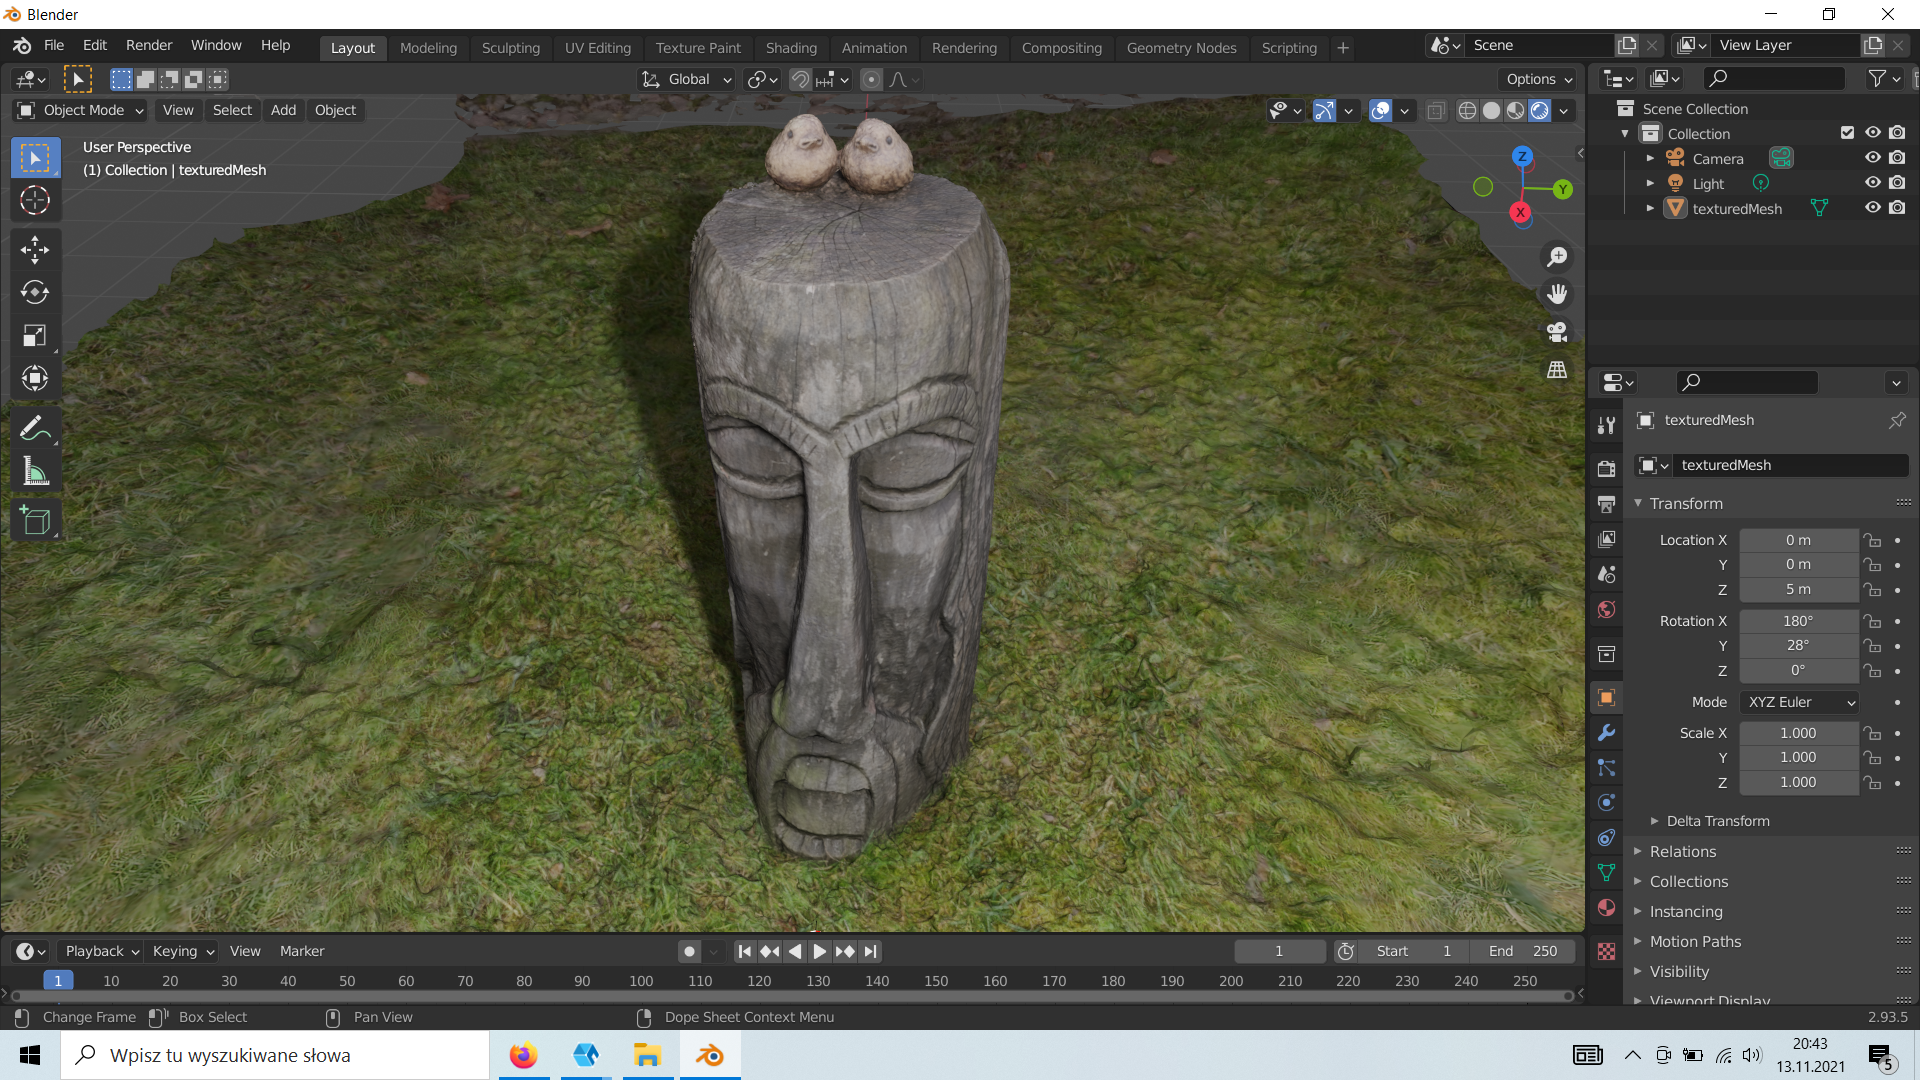 Blender
File Edit Render Window Help
Layout Modeling Sculpting UV Editing Texture Paint Shading Animation Rendering Compositing Geometry Nodes Scripting +
Scene
View Layer
Global
Options
Object Mode View Select Add Object
User Perspective
(1) Collection | texturedMesh
Z
Y
X
Scene Collection
Collection
Camera
Light
texturedMesh
texturedMesh
texturedMesh
Transform
Location X 0 m
Y 0 m
Z 5 m
Rotation X 180°
Y 28°
Z 0°
Mode XYZ Euler
Scale X 1.000
Y 1.000
Z 1.000
Delta Transform
Relations
Collections
Instancing
Motion Paths
Visibility
Viewport Display
Playback Keying View Marker
1 Start 1 End 250
1 10 20 30 40 50 60 70 80 90 100 110 120 130 140 150 160 170 180 190 200 210 220 230 240 250
Change Frame Box Select Pan View Dope Sheet Context Menu 2.93.5
Wpisz tu wyszukiwane słowa
20:43
13.11.2021
5